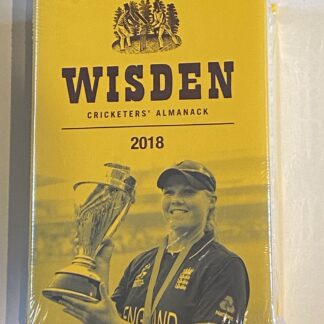 WISDEN
CRICKETERS' ALMANACK
2018
ENGLAND